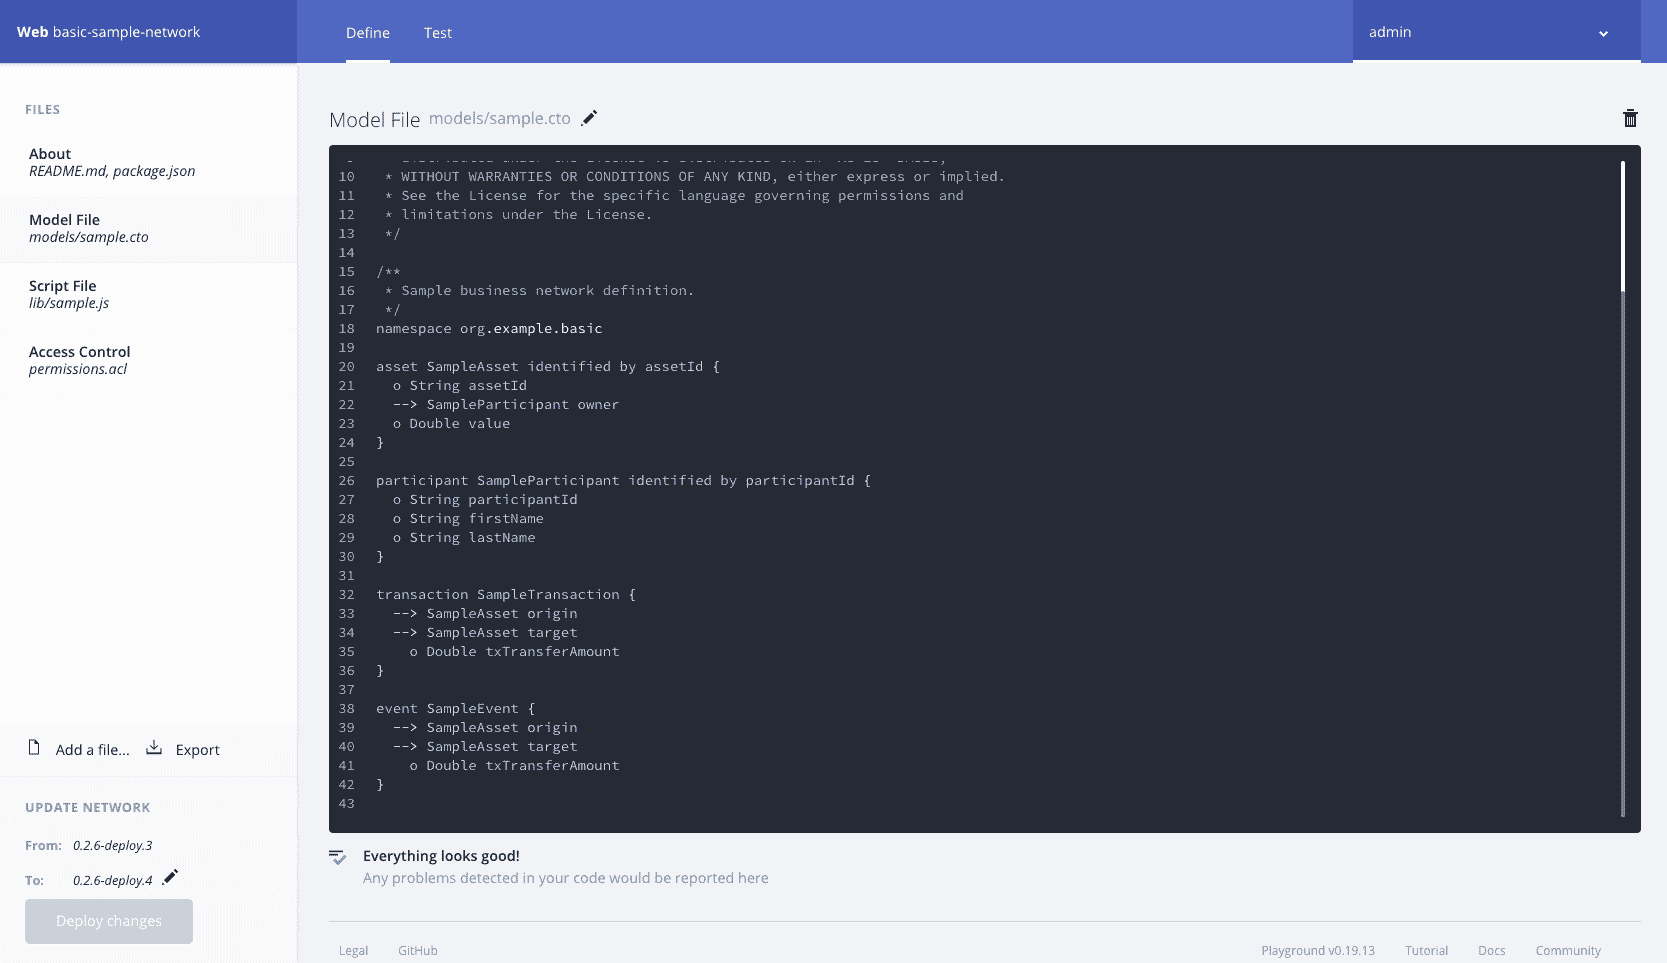 Web basic-sample-network
Define
Test
admin
FILES
About
README.md, package.json
Model File
models/sample.cto
Script File
lib/sample.js
Access Control
permissions.acl
Add a file...
Export
UPDATE NETWORK
From: 0.2.6-deploy.3
To: 0.2.6-deploy.4
Deploy changes
Model File models/sample.cto
10 * WITHOUT WARRANTIES OR CONDITIONS OF ANY KIND, either express or implied.
11 * See the License for the specific language governing permissions and
12 * limitations under the License.
13 */
14
15 /**
16 * Sample business network definition.
17 */
18 namespace org.example.basic
19
20 asset SampleAsset identified by assetId {
21 o String assetId
22 --> SampleParticipant owner
23 o Double value
24 }
25
26 participant SampleParticipant identified by participantId {
27 o String participantId
28 o String firstName
29 o String lastName
30 }
31
32 transaction SampleTransaction {
33 --> SampleAsset origin
34 --> SampleAsset target
35 o Double txTransferAmount
36 }
37
38 event SampleEvent {
39 --> SampleAsset origin
40 --> SampleAsset target
41 o Double txTransferAmount
42 }
43
Everything looks good!
Any problems detected in your code would be reported here
Legal
GitHub
Playground v0.19.13
Tutorial
Docs
Community